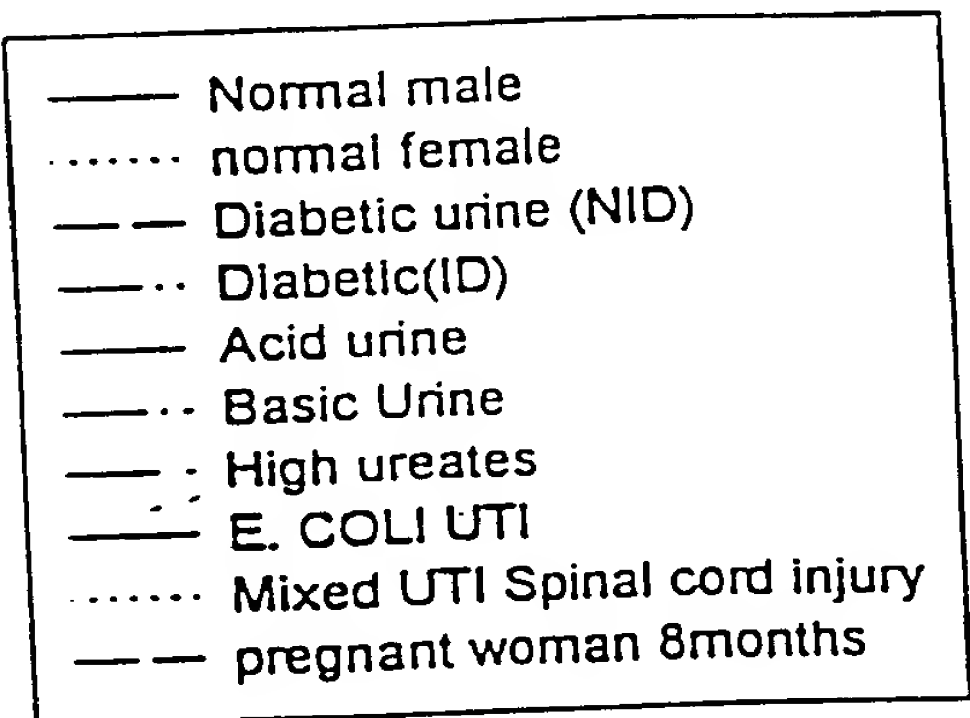 Normal male
normal female
Diabetic urine (NID)
Diabetic(ID)
Acid urine
Basic Urine
High ureates
E. COLI UTI
Mixed UTI Spinal cord injury
pregnant woman 8months